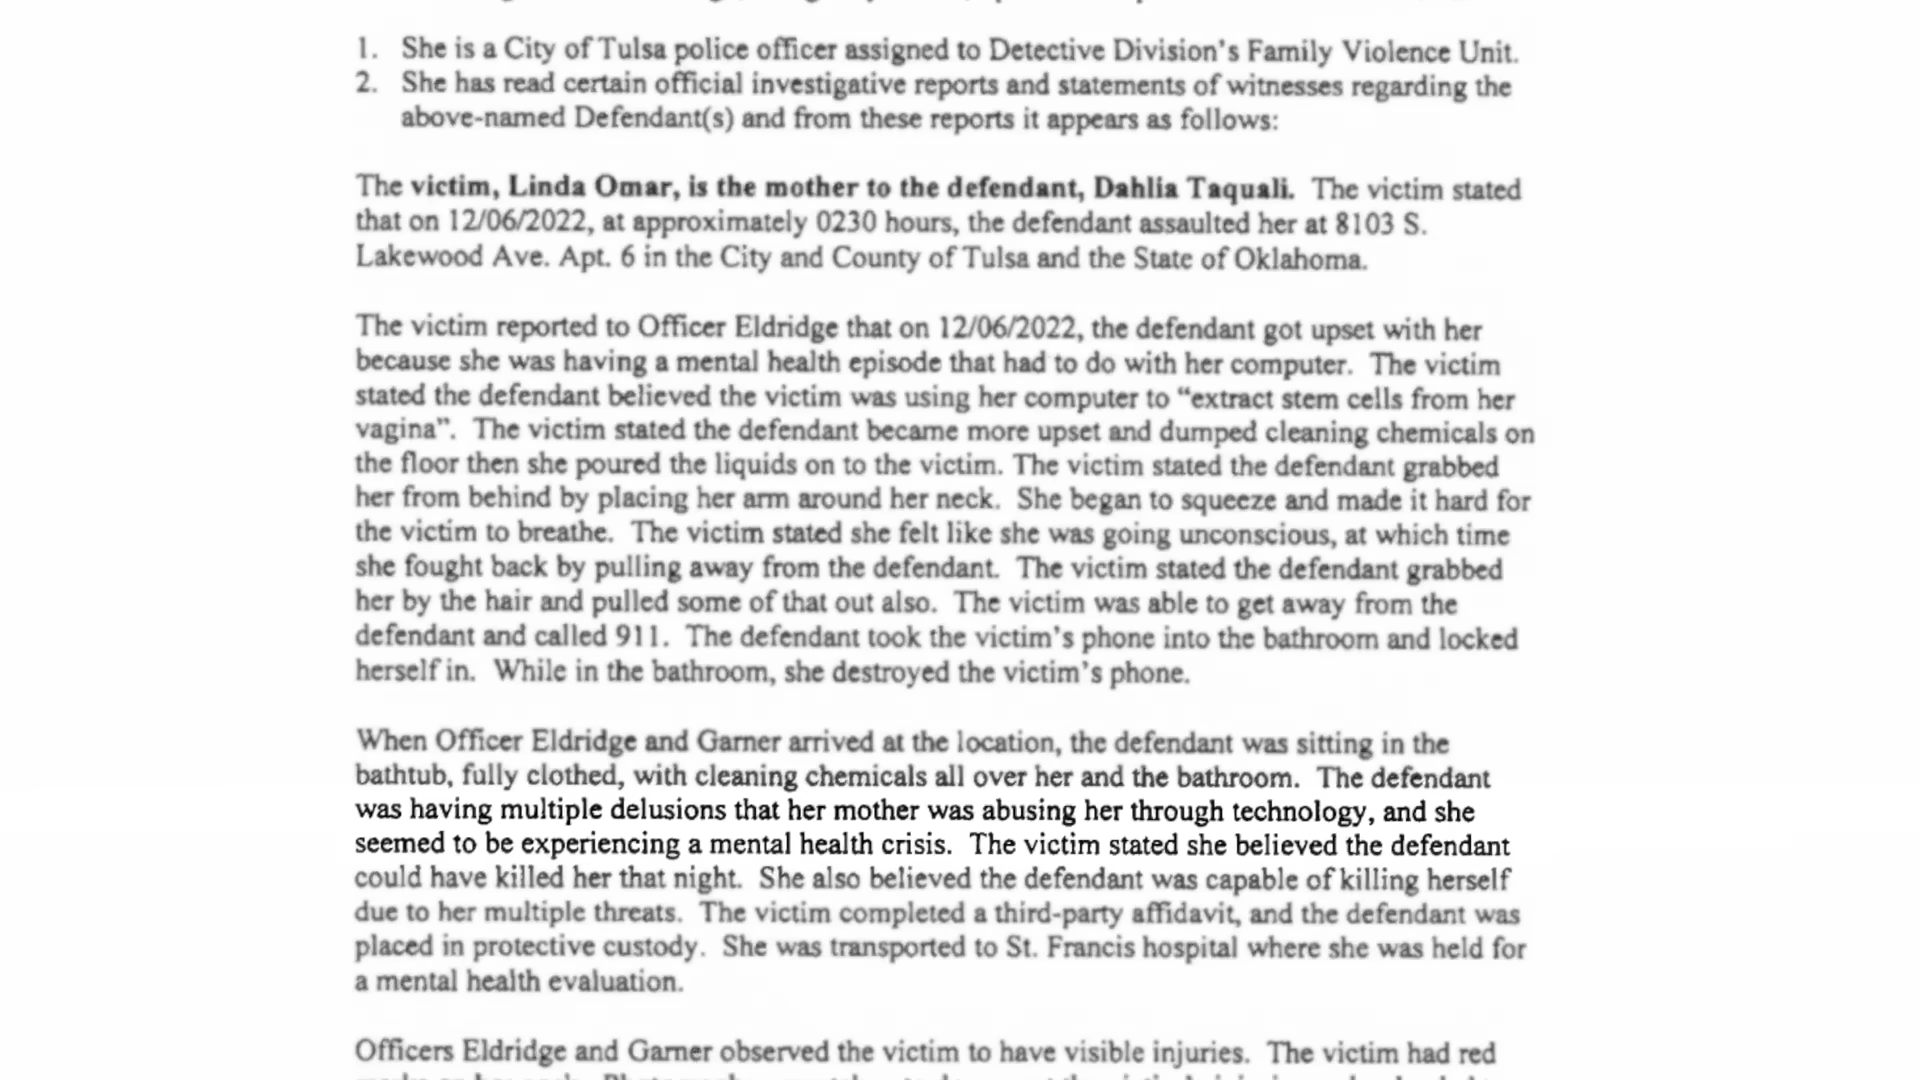 1. She is a City of Tulsa police officer assigned to Detective Division's Family Violence Unit.
2. She has read certain official investigative reports and statements of witnesses regarding the
above-named Defendant(s) and from these reports it appears as follows:
The victim, Linda Omar, is the mother to the defendant, Dahlia Taquali. The victim stated
that on 12/06/2022, at approximately 0230 hours, the defendant assaulted her at 8103 S.
Lakewood Ave. Apt. 6 in the City and County of Tulsa and the State of Oklahoma.
The victim reported to Officer Eldridge that on 12/06/2022, the defendant got upset with her
because she was having a mental health episode that had to do with her computer. The victim
stated the defendant believed the victim was using her computer to “extract stem cells from her
vagina”. The victim stated the defendant became more upset and dumped cleaning chemicals on
the floor then she poured the liquids on to the victim. The victim stated the defendant grabbed
her from behind by placing her arm around her neck. She began to squeeze and made it hard for
the victim to breathe. The victim stated she felt like she was going unconscious, at which time
she fought back by pulling away from the defendant. The victim stated the defendant grabbed
her by the hair and pulled some of that out also. The victim was able to get away from the
defendant and called 911. The defendant took the victim's phone into the bathroom and locked
herself in. While in the bathroom, she destroyed the victim's phone.
When Officer Eldridge and Garner arrived at the location, the defendant was sitting in the
bathtub, fully clothed, with cleaning chemicals all over her and the bathroom. The defendant
was having multiple delusions that her mother was abusing her through technology, and she
seemed to be experiencing a mental health crisis. The victim stated she believed the defendant
could have killed her that night. She also believed the defendant was capable of killing herself
due to her multiple threats. The victim completed a third-party affidavit, and the defendant was
placed in protective custody. She was transported to St. Francis hospital where she was held for
a mental health evaluation.
Officers Eldridge and Garner observed the victim to have visible injuries. The victim had red